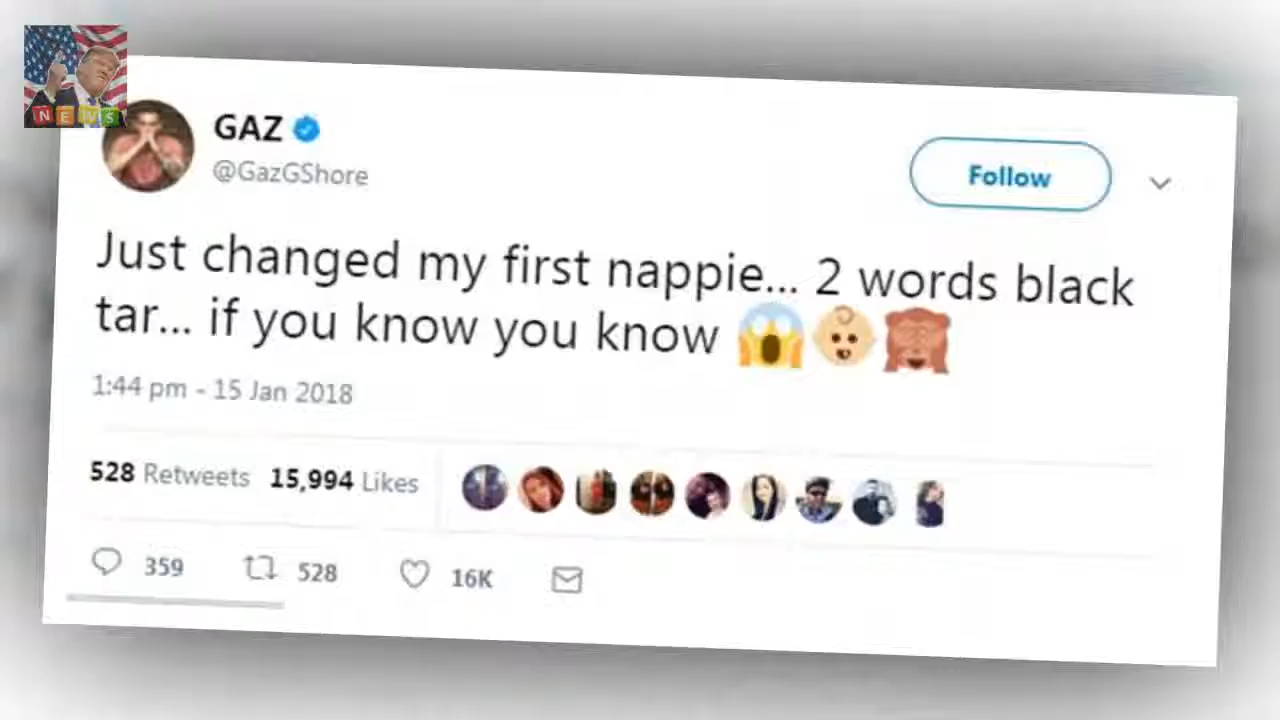 NEWS
GAZ
@GazGShore
Follow
Just changed my first nappie... 2 words black
tar... if you know you know 😱👶🙈
1:44 pm - 15 Jan 2018
528 Retweets 15,994 Likes
359 528 16K